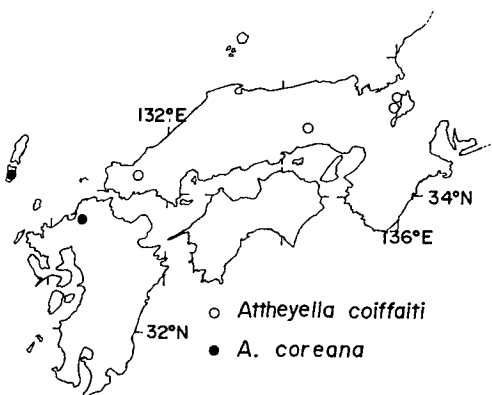 132°E
34°N
136°E
Attheyella coiffaiti
32°N
A. coreana